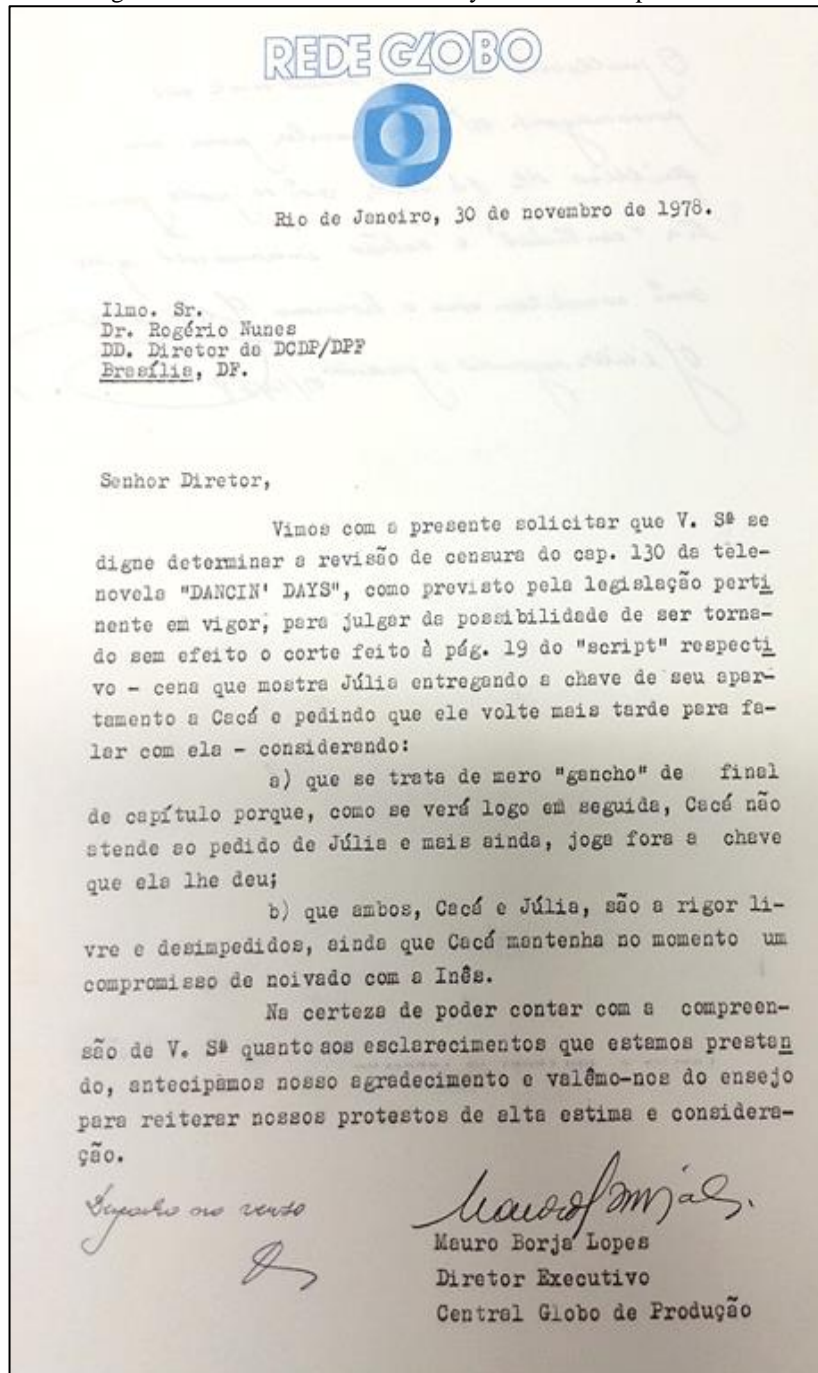 REDE GLOBO
Rio de Janeiro, 30 de novembro de 1978.
Ilmo. Sr.
Dr. Rogério Nunes
DD. Diretor da DCDP/DPF
Brasília, DF.
Senhor Diretor,
Vimos com a presente solicitar que V. Sª se
digne determinar a revisão de censura do cap. 130 da tele-
novela "DANCIN' DAYS", como previsto pela legislação perti
nente em vigor, para julgar da possibilidade de ser torna-
do sem efeito o corte feito à pág. 19 do "script" respecti
vo - cena que mostra Júlia entregando a chave de seu apar-
tamento a Cacá e pedindo que ele volte mais tarde para fa-
lar com ela - considerando:
a) que se trata de mero "gancho" de final
de capítulo porque, como se verá logo em seguida, Cacá não
atende ao pedido de Júlia e mais ainda, joga fora a chave
que ela lhe deu;
b) que ambos, Cacá e Júlia, são a rigor li-
vre e desimpedidos, ainda que Cacá mantenha no momento um
compromisso de noivado com a Inês.
Na certeza de poder contar com a compreen-
são de V. Sª quanto aos esclarecimentos que estamos prestan
do, antecipamos nosso agradecimento e valêmo-nos do ensejo
para reiterar nossos protestos de alta estima e considera-
ção.
Despacho no verso
Mauro Borja Lopes
Diretor Executivo
Central Globo de Produção